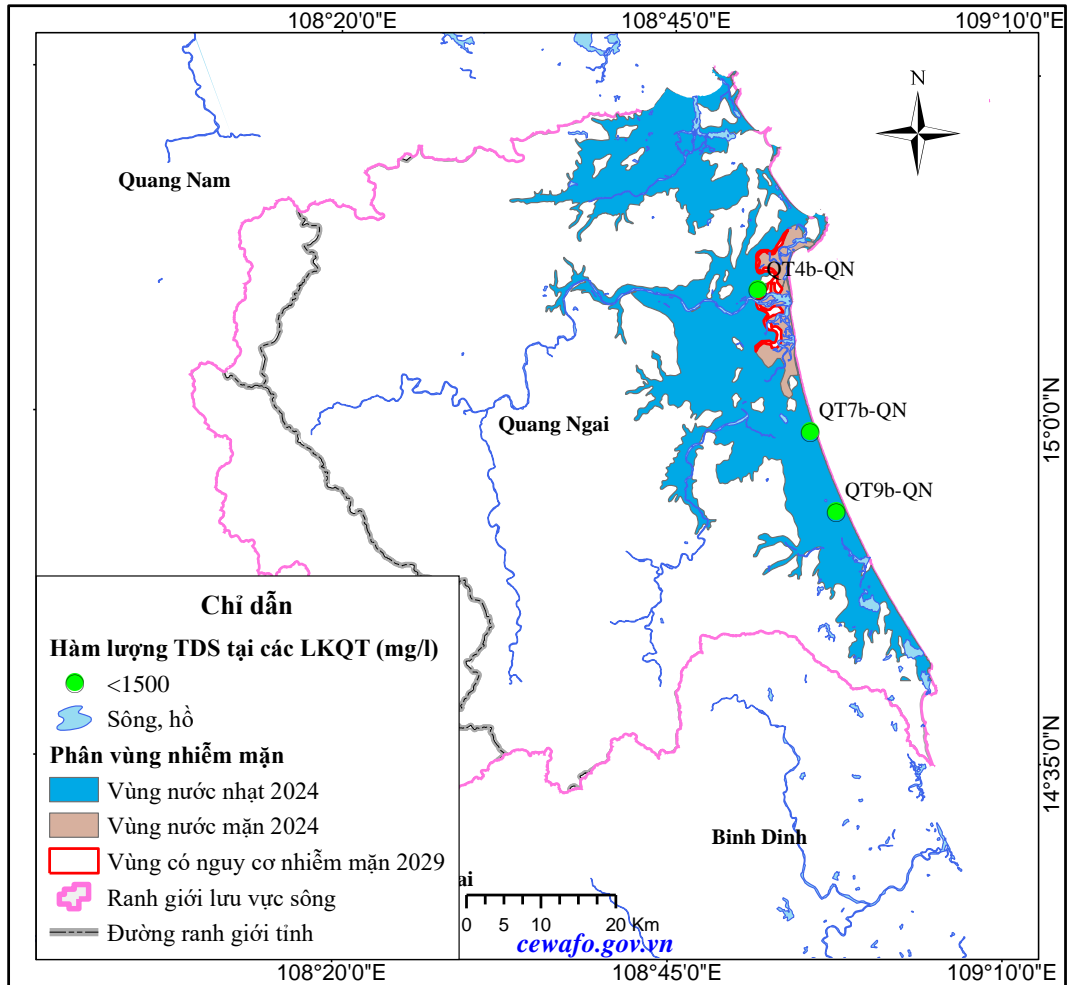 108°20'0"E 108°45'0"E 109°10'0"E
N
Quang Nam
QT4b-QN
QT7b-QN
Quang Ngai
15°0'0"N
QT9b-QN
Chỉ dẫn
Hàm lượng TDS tại các LKQT (mg/l)
<1500
Sông, hồ
Phân vùng nhiễm mặn
Vùng nước nhạt 2024
Vùng nước mặn 2024
Vùng có nguy cơ nhiễm mặn 2029
Ranh giới lưu vực sông
Đường ranh giới tỉnh
14°35'0"N
Binh Dinh
ai
0 5 10 20 Km
cewafo.gov.vn
108°20'0"E 108°45'0"E 109°10'0"E